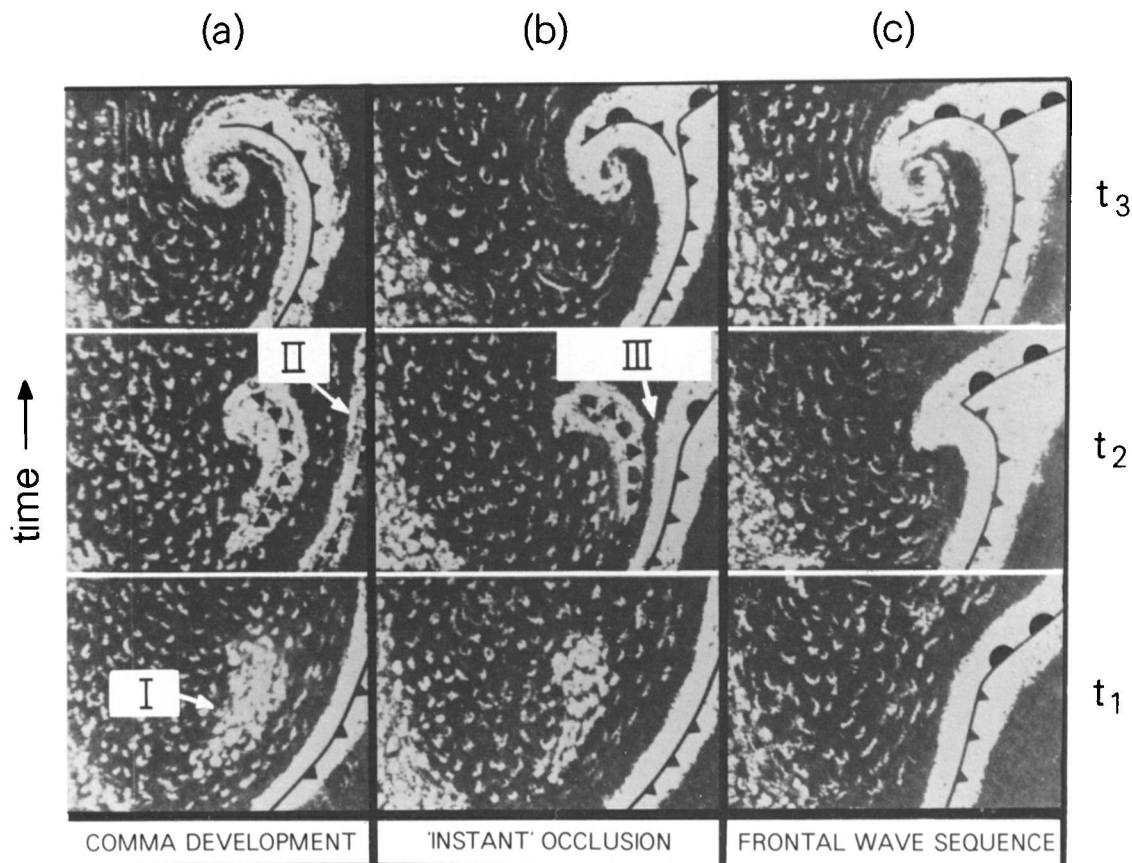 (a) (b) (c)
t3
II III
time
t2
I
t1
COMMA DEVELOPMENT
'INSTANT' OCCLUSION
FRONTAL WAVE SEQUENCE